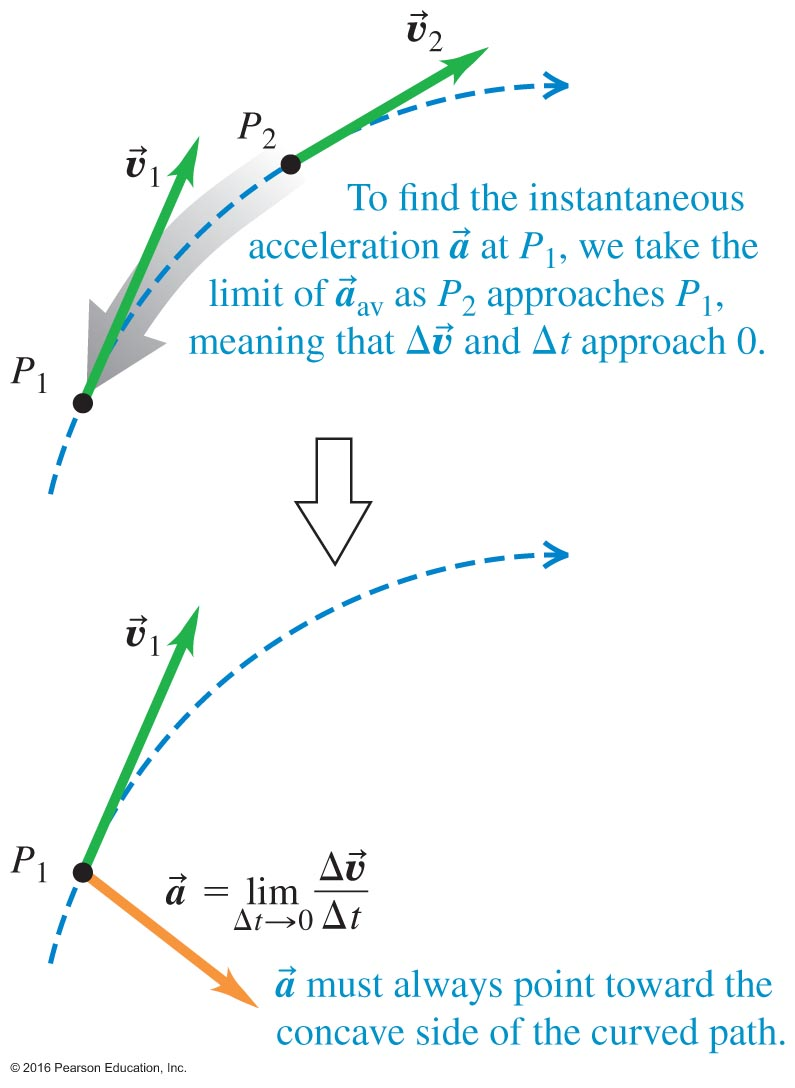 v⃗₂
P₂
v⃗₁
To find the instantaneous
acceleration a⃗ at P₁, we take the
limit of a⃗ₐᵥ as P₂ approaches P₁,
meaning that Δv⃗ and Δt approach 0.
P₁
v⃗₁
P₁
a⃗ = lim Δt→0 Δv⃗/Δt
a⃗ must always point toward the
concave side of the curved path.
© 2016 Pearson Education, Inc.